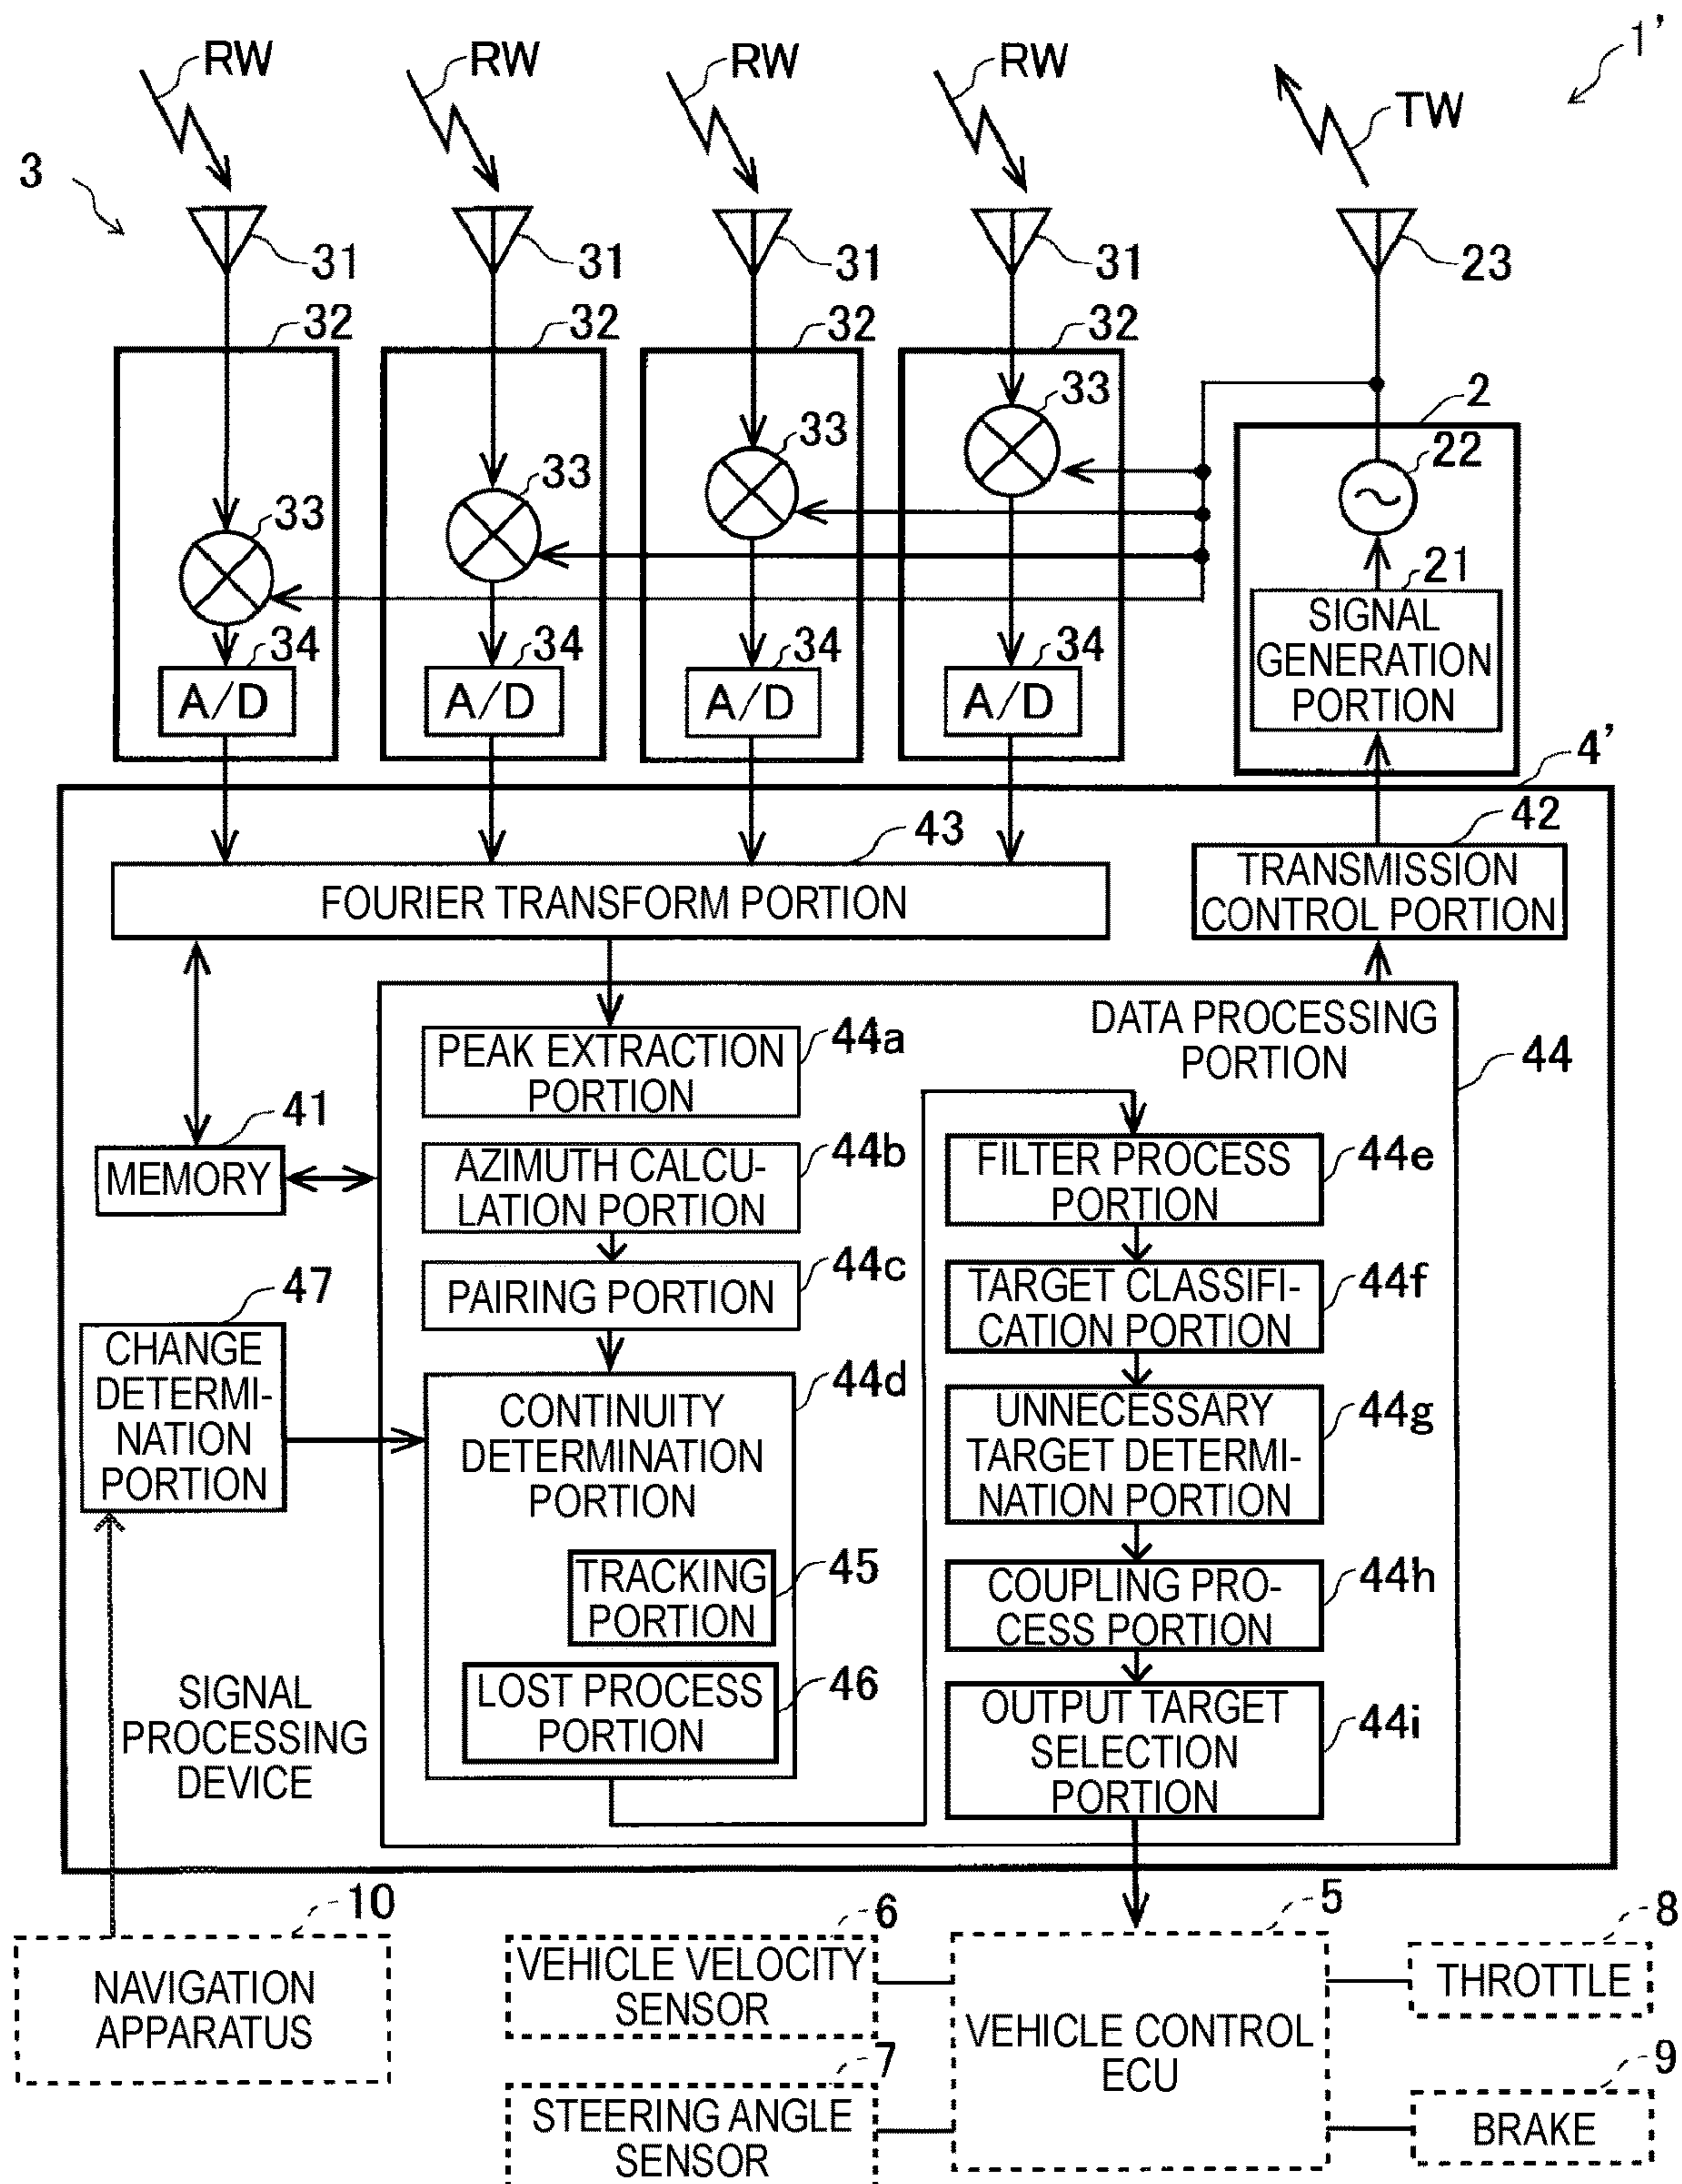 1'
RW
RW
RW
RW
TW
3
31
31
31
31
23
32
32
32
32
2
33
33
33
33
22
21
SIGNAL
GENERATION
PORTION
34
34
34
34
A/D
A/D
A/D
A/D
4'
43
42
FOURIER TRANSFORM PORTION
TRANSMISSION
CONTROL PORTION
DATA PROCESSING
PORTION
44
PEAK EXTRACTION
PORTION
44a
41
MEMORY
AZIMUTH CALCU-
LATION PORTION
44b
FILTER PROCESS
PORTION
44e
PAIRING PORTION
44c
TARGET CLASSIFI-
CATION PORTION
44f
47
CHANGE
DETERMI-
NATION
PORTION
CONTINUITY
DETERMINATION
PORTION
44d
UNNECESSARY
TARGET DETERMI-
NATION PORTION
44g
TRACKING
PORTION
45
COUPLING PRO-
CESS PORTION
44h
LOST PROCESS
PORTION
46
OUTPUT TARGET
SELECTION
PORTION
44i
SIGNAL
PROCESSING
DEVICE
10
NAVIGATION
APPARATUS
6
VEHICLE VELOCITY
SENSOR
5
VEHICLE CONTROL
ECU
8
THROTTLE
7
STEERING ANGLE
SENSOR
9
BRAKE